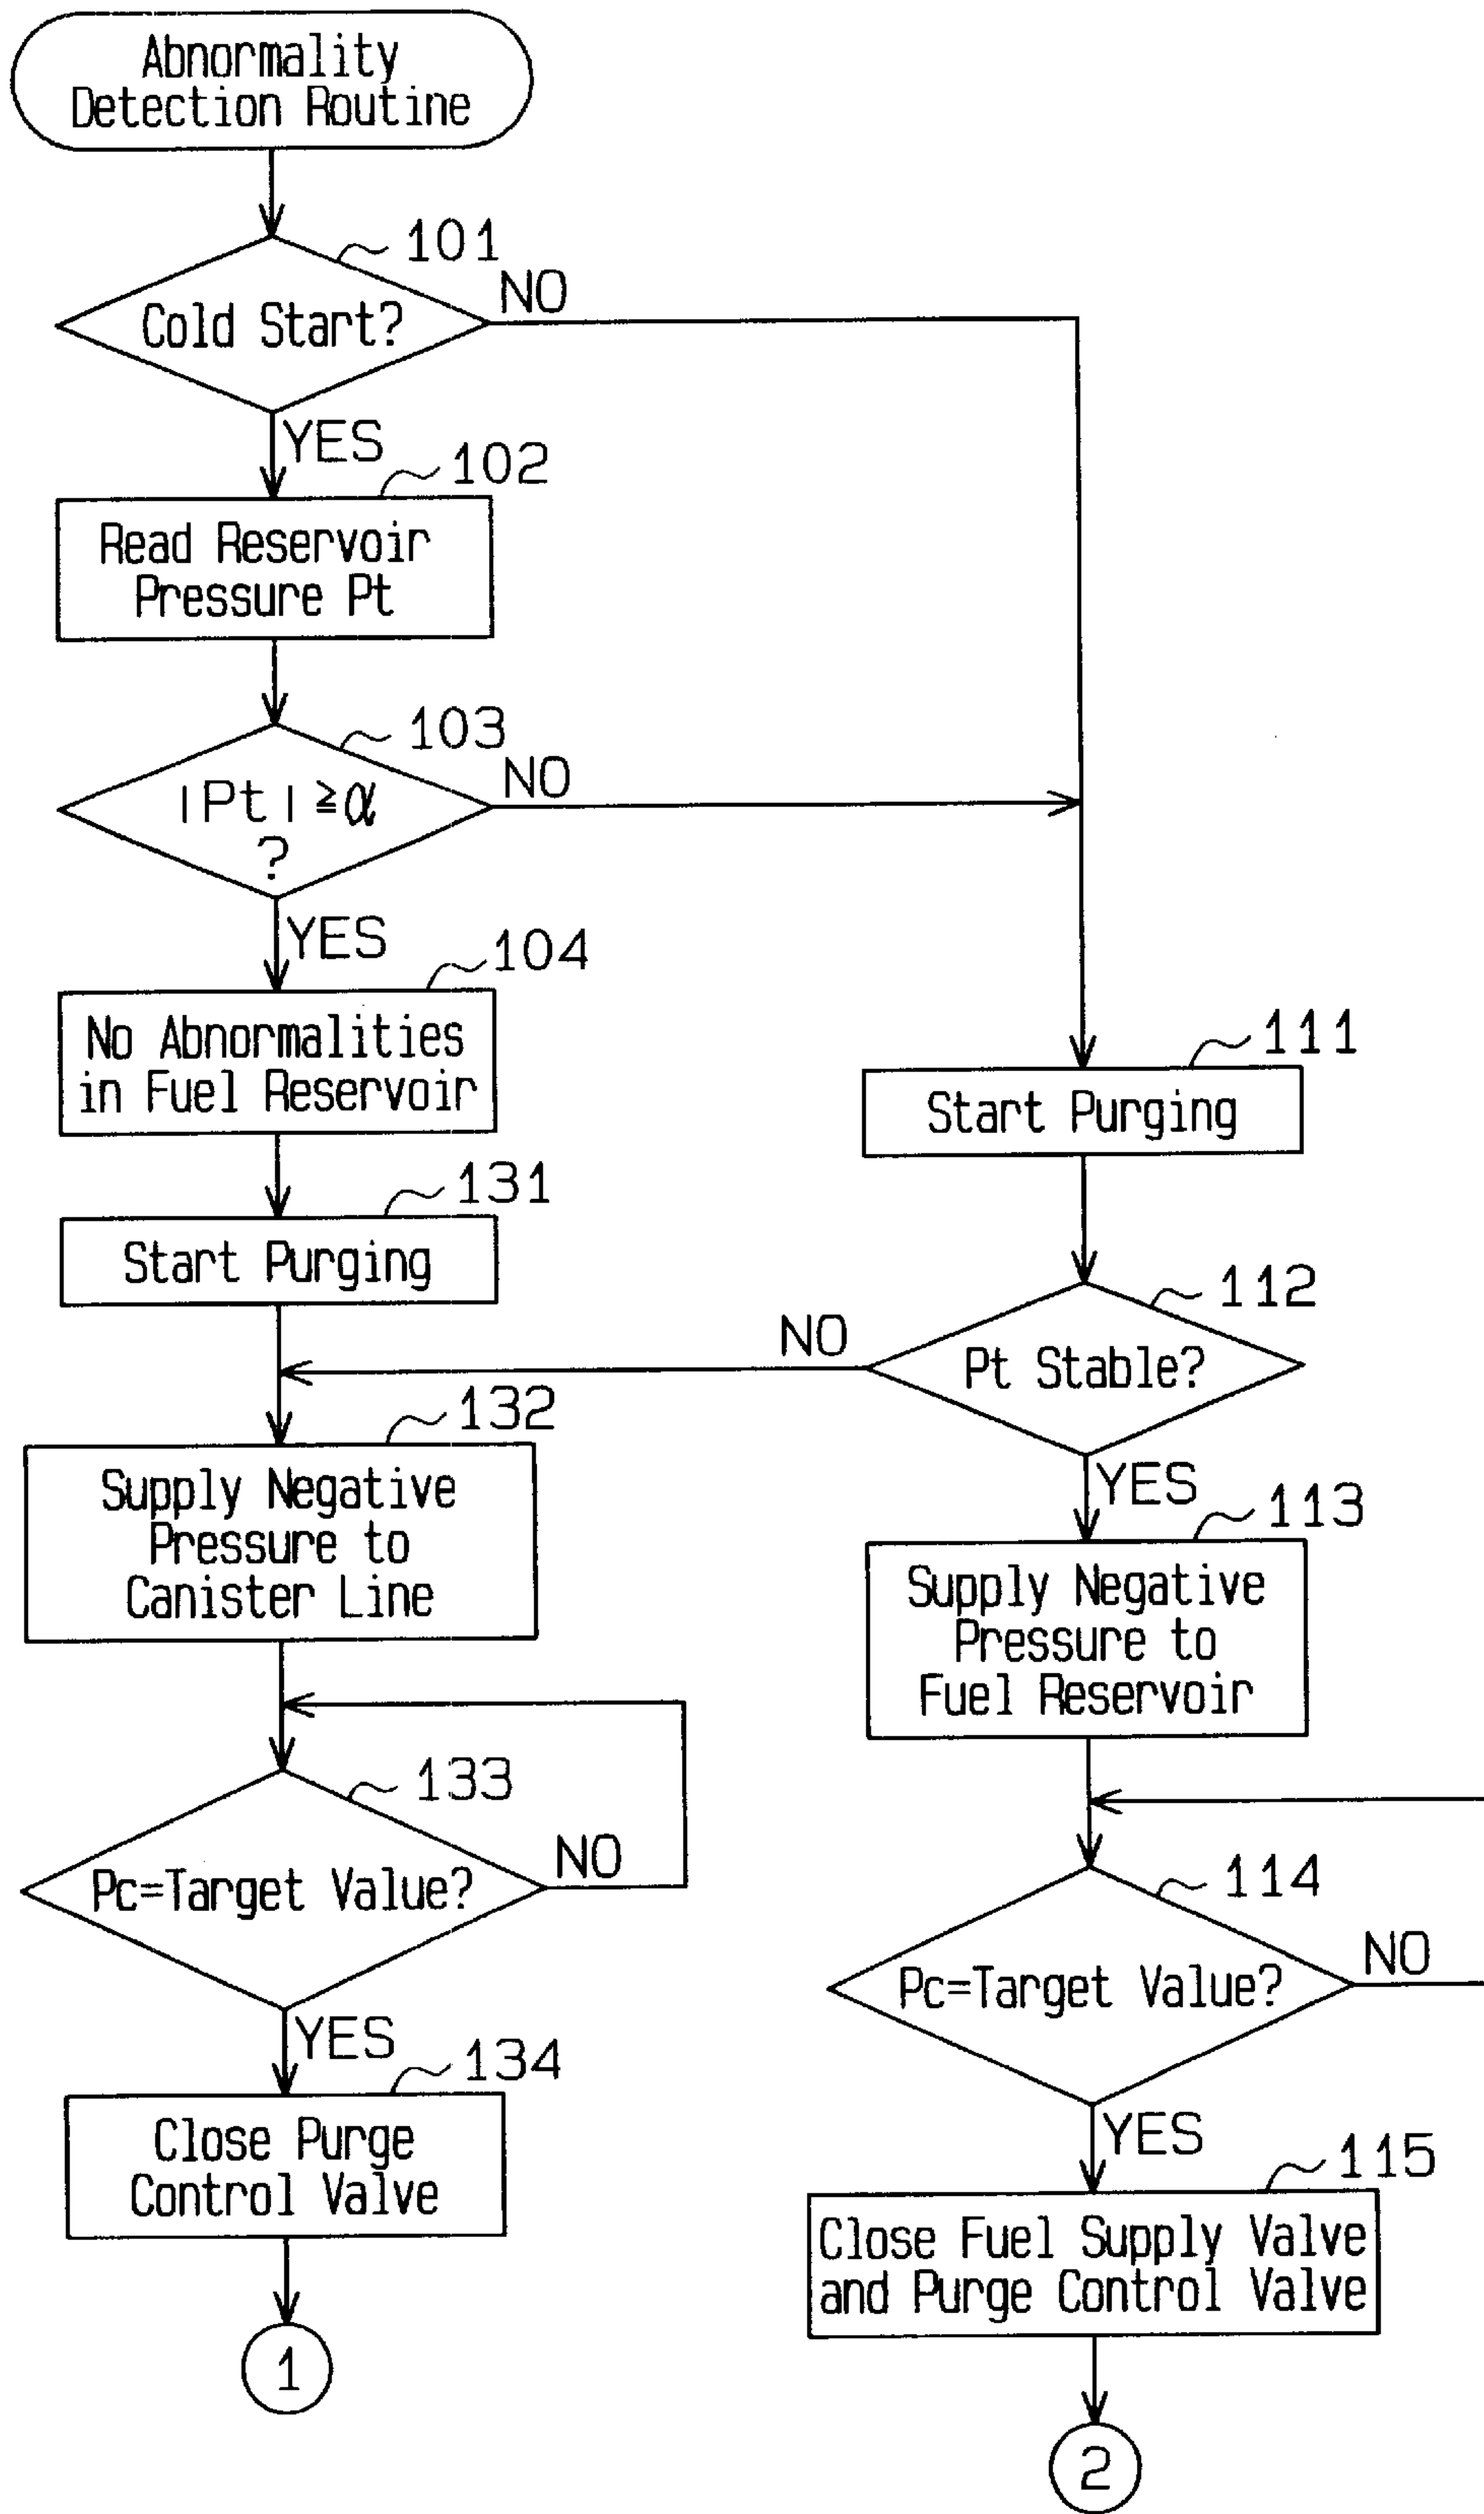 Abnormality
Detection Routine
101
Cold Start?
NO
YES
102
Read Reservoir
Pressure Pt
103
|Pt| ≧ α
?
NO
YES
104
No Abnormalities
in Fuel Reservoir
111
Start Purging
131
Start Purging
112
Pt Stable?
NO
YES
132
Supply Negative
Pressure to
Canister Line
113
Supply Negative
Pressure to
Fuel Reservoir
133
Pc=Target Value?
NO
YES
114
Pc=Target Value?
NO
YES
134
Close Purge
Control Valve
115
Close Fuel Supply Valve
and Purge Control Valve
1
2